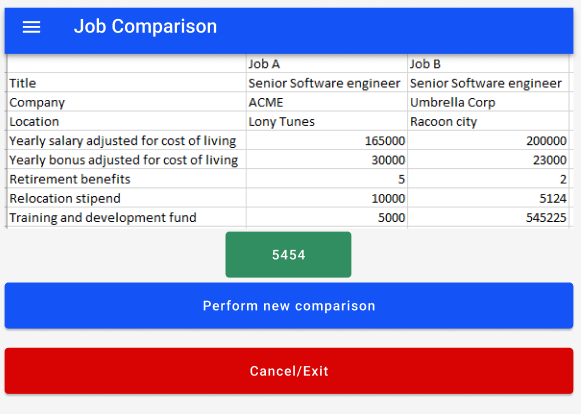 Job Comparison
Job A Job B
Title Senior Software engineer Senior Software engineer
Company ACME Umbrella Corp
Location Lony Tunes Racoon city
Yearly salary adjusted for cost of living 165000 200000
Yearly bonus adjusted for cost of living 30000 23000
Retirement benefits 5 2
Relocation stipend 10000 5124
Training and development fund 5000 545225
5454
Perform new comparison
Cancel/Exit